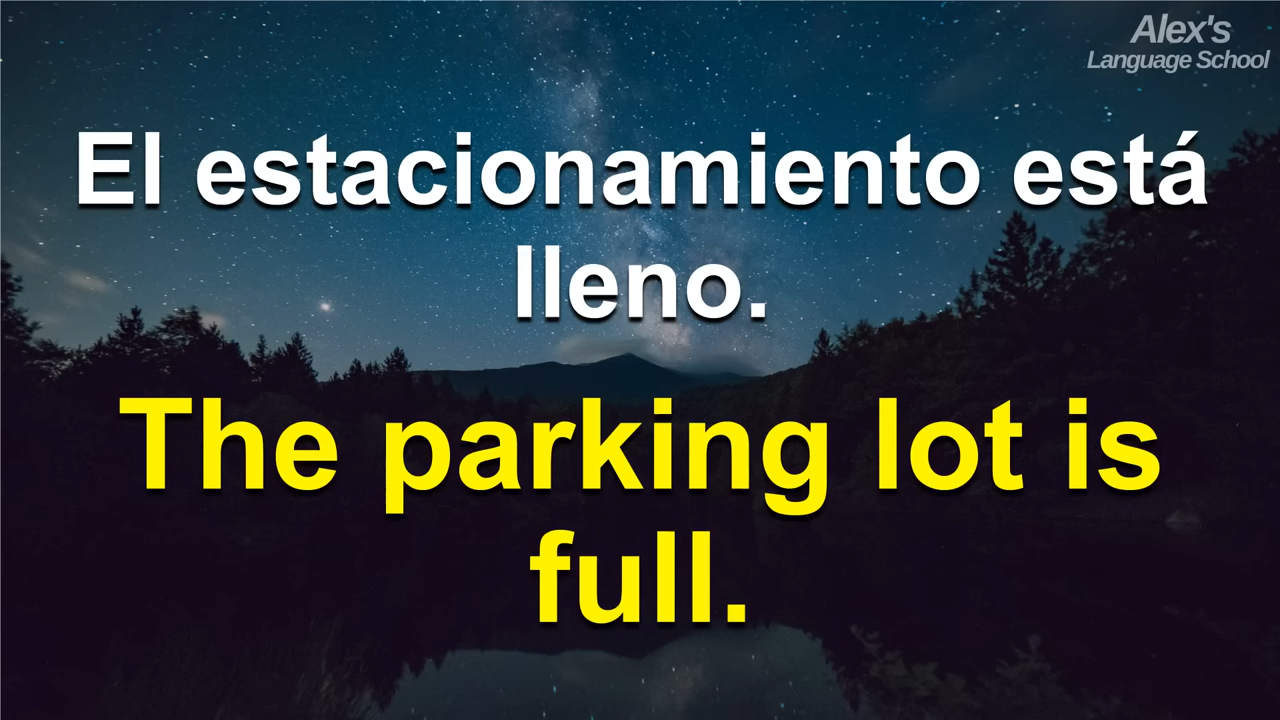 Alex's
Language School
El estacionamiento está
lleno.
The parking lot is
full.